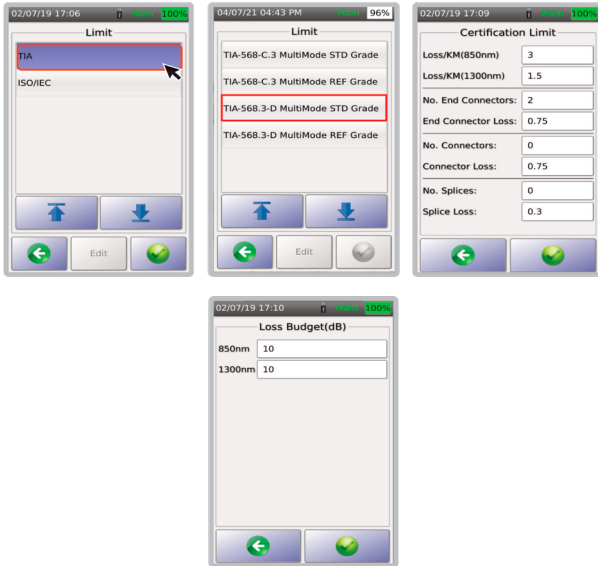 02/07/19 17:06 100%
Limit
TIA
ISO/IEC
Edit
04/07/21 04:43 PM 96%
Limit
TIA-568-C.3 MultiMode STD Grade
TIA-568-C.3 MultiMode REF Grade
TIA-568.3-D MultiMode STD Grade
TIA-568.3-D MultiMode REF Grade
Edit
02/07/19 17:09 100%
Certification Limit
Loss/KM(850nm) 3
Loss/KM(1300nm) 1.5
No. End Connectors: 2
End Connector Loss: 0.75
No. Connectors: 0
Connector Loss: 0.75
No. Splices: 0
Splice Loss: 0.3
02/07/19 17:10 100%
Loss Budget(dB)
850nm 10
1300nm 10